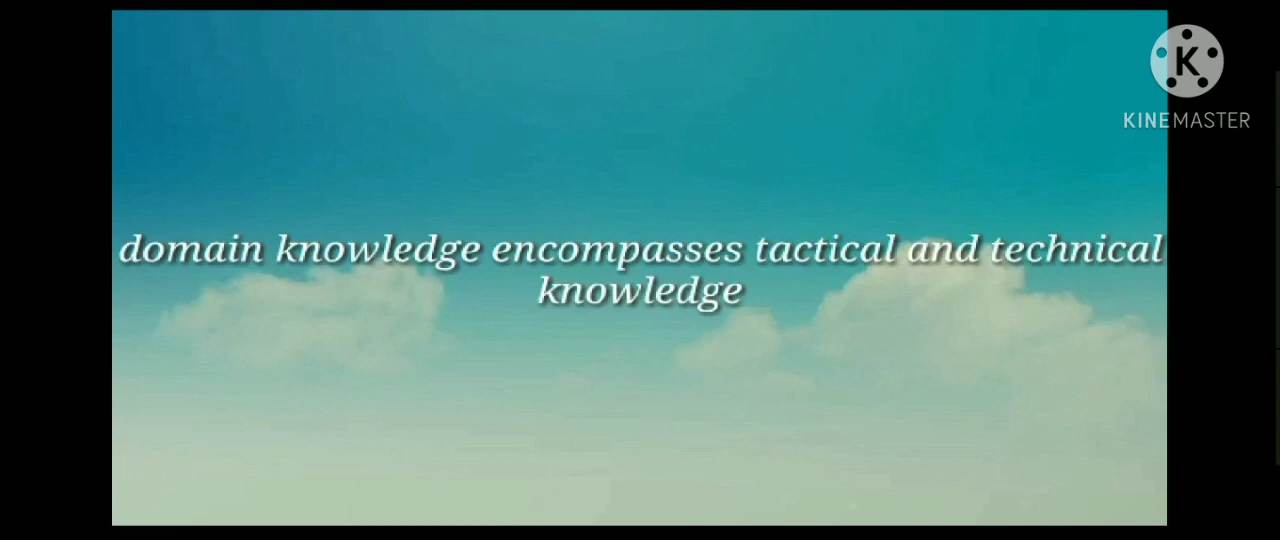 K
KINEMASTER
domain knowledge encompasses tactical and technical
knowledge